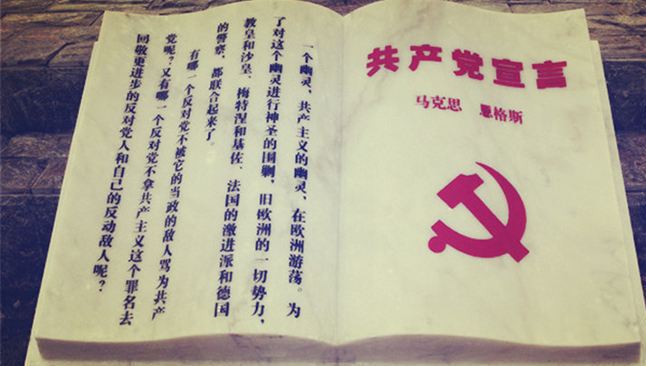 共产党宣言
马克思 恩格斯
一个幽灵，共产主义的幽灵，在欧洲游荡。为
了对这个幽灵进行神圣的围剿，旧欧洲的一切势力，
教皇和沙皇、梅特涅和基佐、法国的激进派和德国
的警察，都联合起来了。
有哪一个反对党不被它的当政的敌人骂为共产
党呢？又有哪一个反对党不拿共产主义这个罪名去
回敬更进步的反对党人和自己的反动敌人呢？